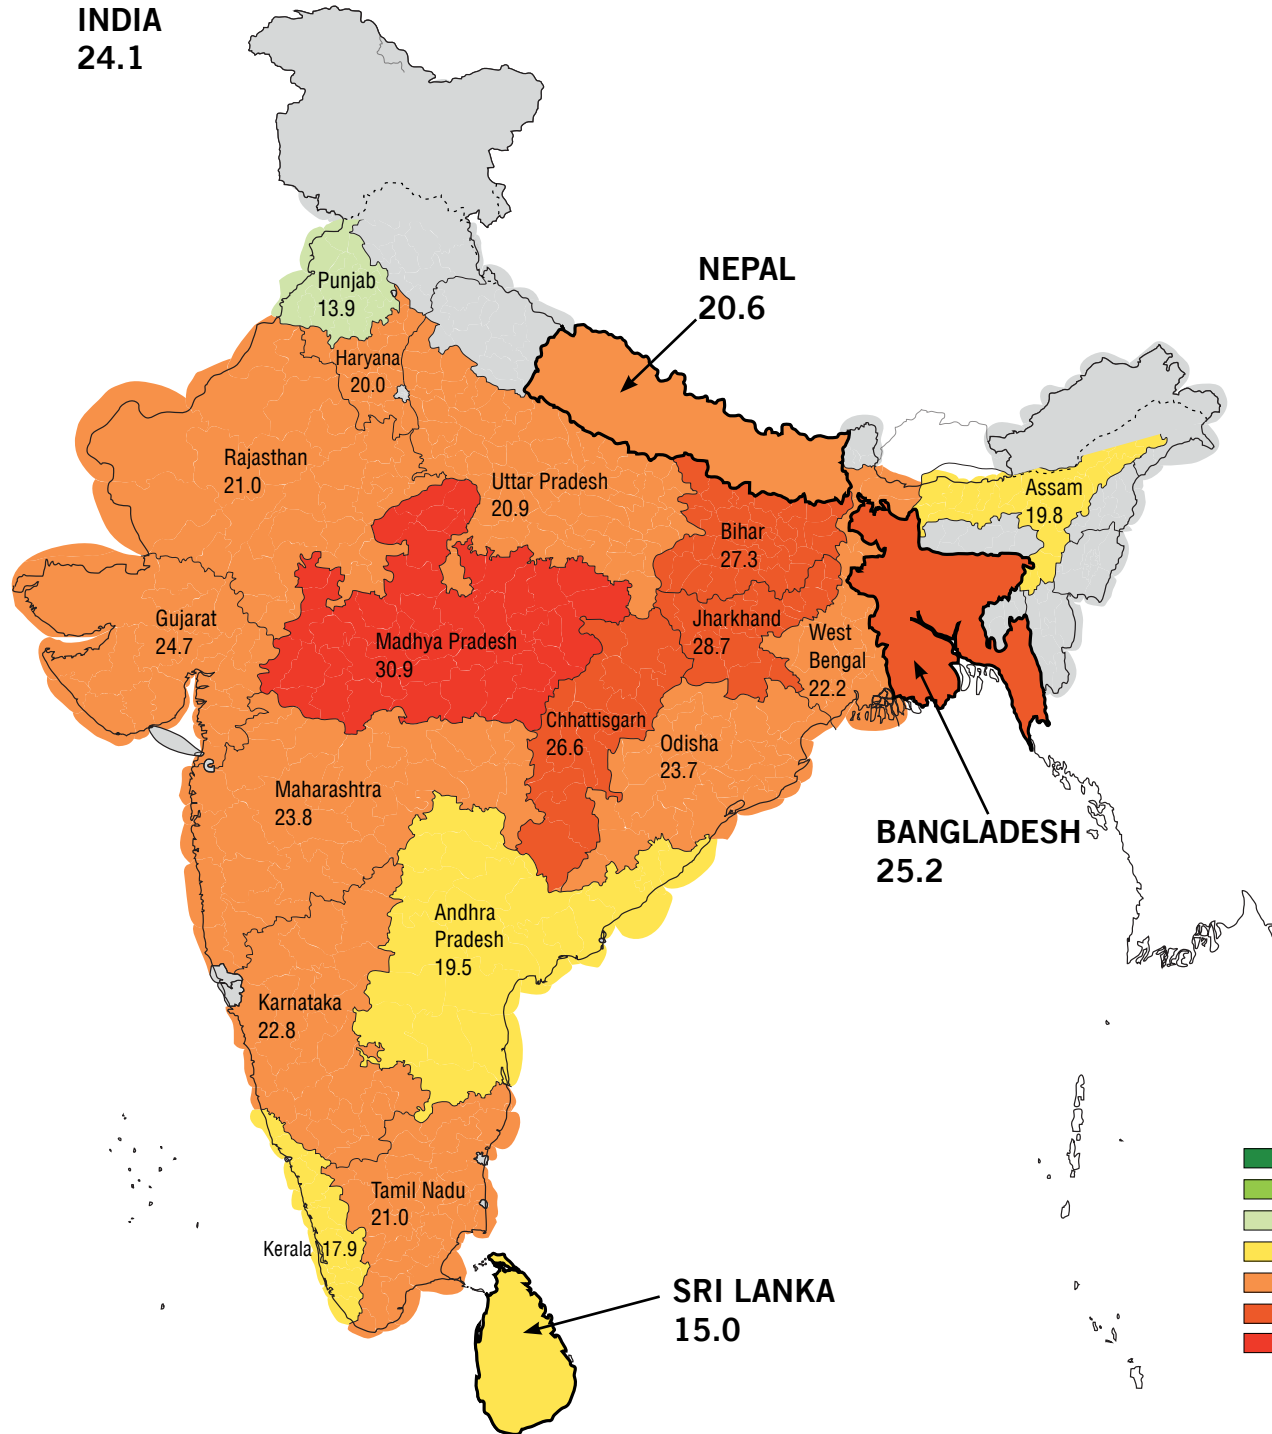 INDIA
24.1
NEPAL
20.6
Punjab
13.9
Haryana
20.0
Rajasthan
21.0
Uttar Pradesh
20.9
Assam
19.8
Bihar
27.3
Gujarat
24.7
Madhya Pradesh
30.9
Jharkhand
28.7
West
Bengal
22.2
Chhattisgarh
26.6
Odisha
23.7
Maharashtra
23.8
BANGLADESH
25.2
Andhra
Pradesh
19.5
Karnataka
22.8
Tamil Nadu
21.0
Kerala 17.9
SRI LANKA
15.0